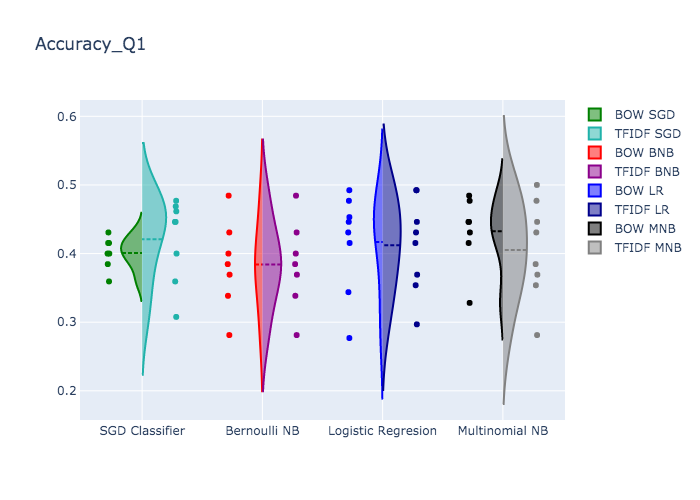 Accuracy_Q1
0.6
0.5
0.4
0.3
0.2
SGD Classifier
Bernoulli NB
Logistic Regresion
Multinomial NB
BOW SGD
TFIDF SGD
BOW BNB
TFIDF BNB
BOW LR
TFIDF LR
BOW MNB
TFIDF MNB